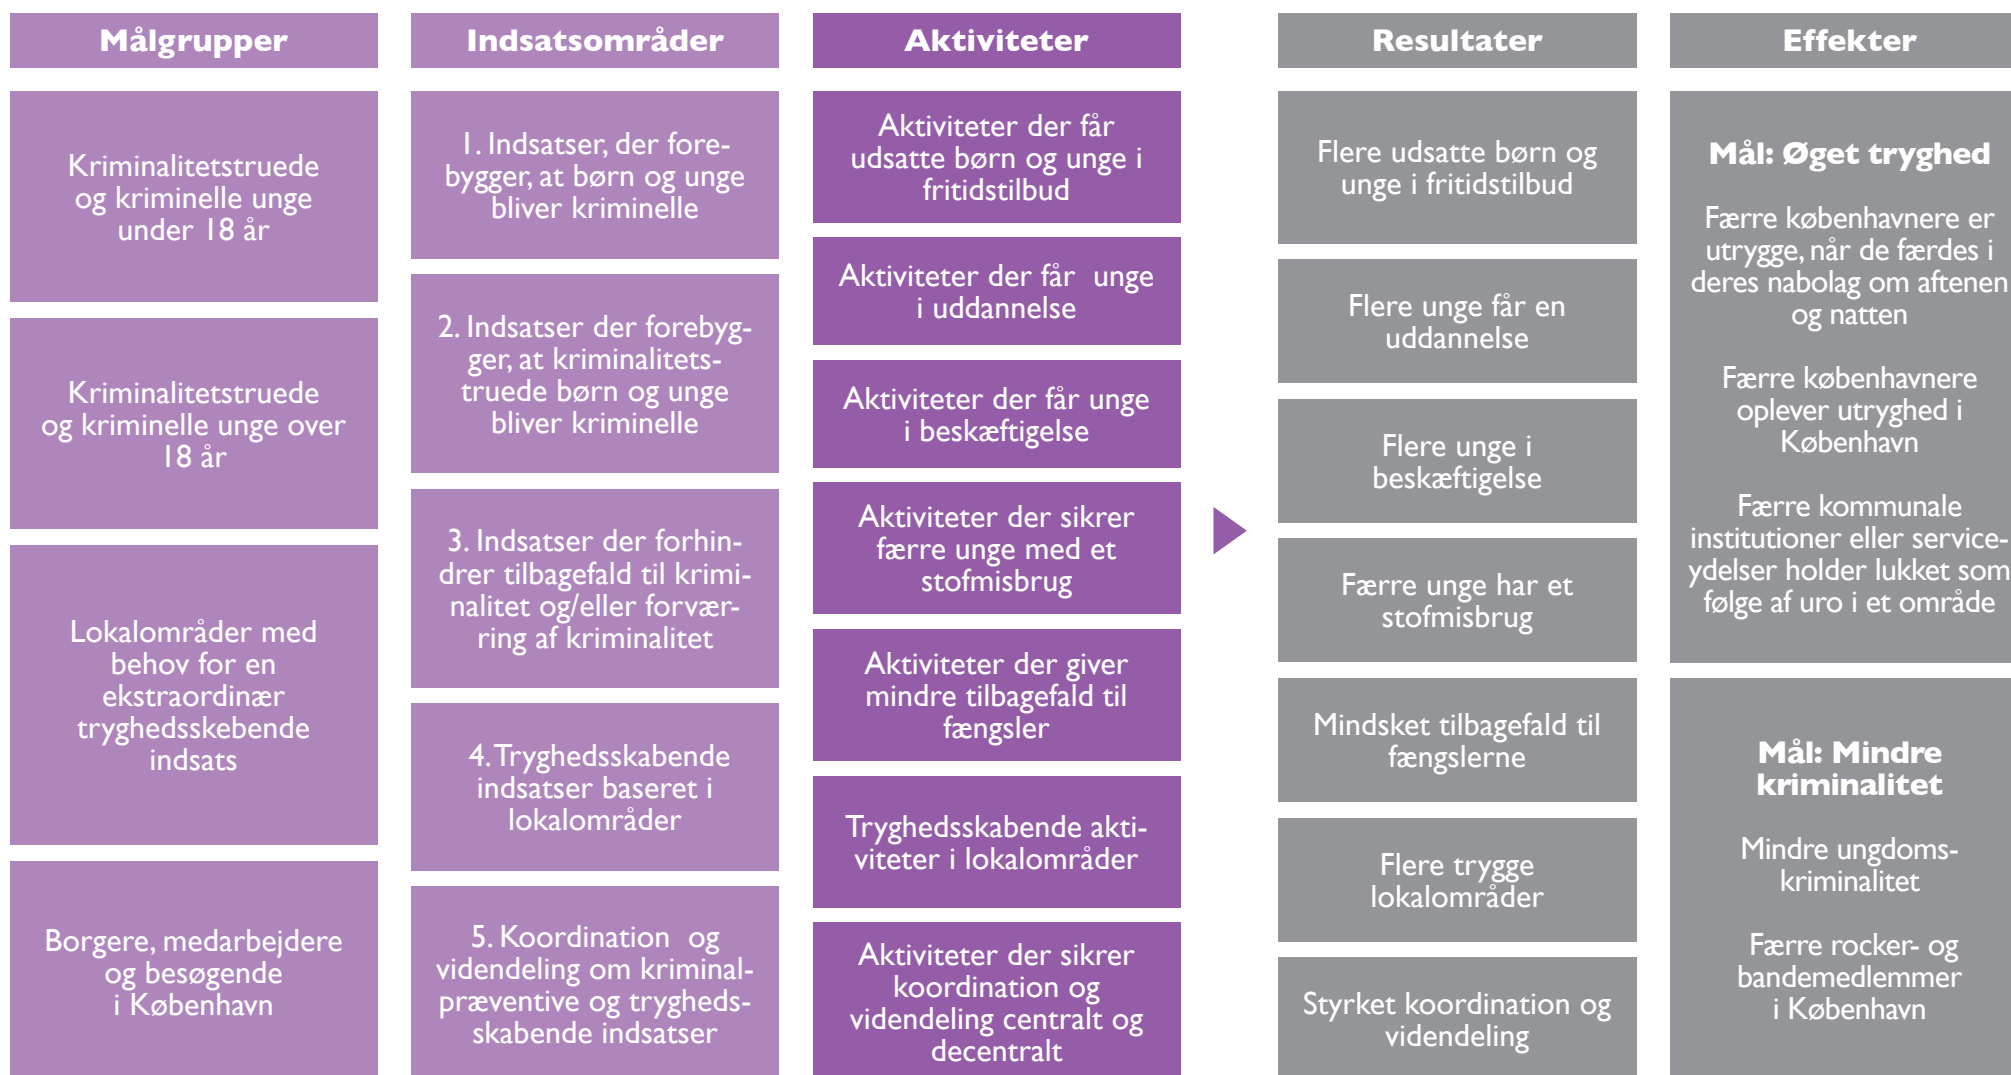 Målgrupper
Kriminalitetstruede
og kriminelle unge
under 18 år
Kriminalitetstruede
og kriminelle unge over
18 år
Lokalområder med
behov for en
ekstraordinær
tryghedsskebende
indsats
Borgere, medarbejdere
og besøgende
i København
Indsatsområder
1. Indsatser, der fore-
bygger, at børn og unge
bliver kriminelle
2. Indsatser der forebyg-
ger, at kriminalitets-
truede børn og unge
bliver kriminelle
3. Indsatser der forhin-
drer tilbagefald til krimi-
nalitet og/eller forvær-
ring af kriminalitet
4. Tryghedsskabende
indsatser baseret i
lokalområder
5. Koordination og
videndeling om kriminal-
præventive og trygheds-
skabende indsatser
Aktiviteter
Aktiviteter der får
udsatte børn og unge i
fritidstilbud
Aktiviteter der får unge
i uddannelse
Aktiviteter der får unge
i beskæftigelse
Aktiviteter der sikrer
færre unge med et
stofmisbrug
Aktiviteter der giver
mindre tilbagefald til
fængsler
Tryghedsskabende akti-
viteter i lokalområder
Aktiviteter der sikrer
koordination og
videndeling centralt og
decentralt
Resultater
Flere udsatte børn og
unge i fritidstilbud
Flere unge får en
uddannelse
Flere unge i
beskæftigelse
Færre unge har et
stofmisbrug
Mindsket tilbagefald til
fængslerne
Flere trygge
lokalområder
Styrket koordination og
videndeling
Effekter
Mål: Øget tryghed
Færre københavnere er
utrygge, når de færdes i
deres nabolag om aftenen
og natten
Færre københavnere
oplever utryghed i
København
Færre kommunale
institutioner eller service-
ydelser holder lukket som
følge af uro i et område
Mål: Mindre
kriminalitet
Mindre ungdoms-
kriminalitet
Færre rocker- og
bandemedlemmer
i København